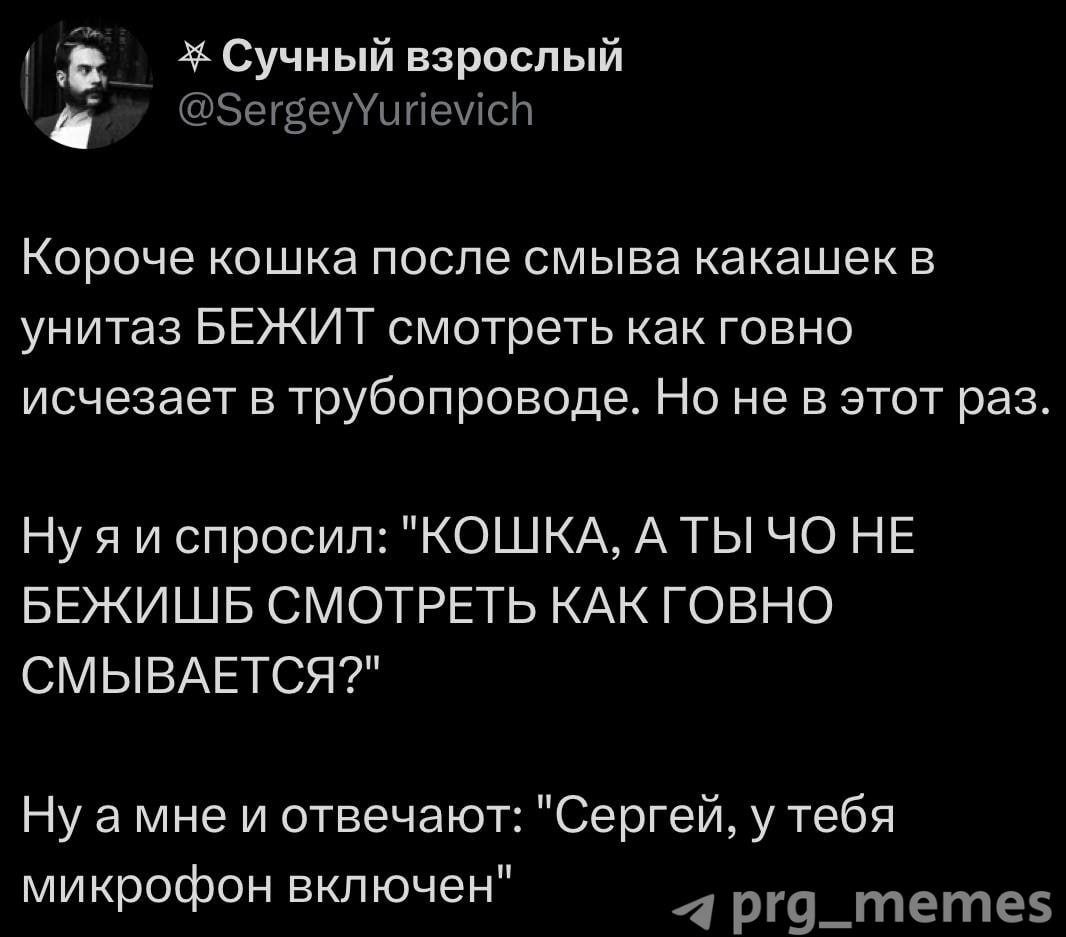 ⛧ Сучный взрослый
@SergeyYurievich
Короче кошка после смыва какашек в
унитаз БЕЖИТ смотреть как говно
исчезает в трубопроводе. Но не в этот раз.
Ну я и спросил: "КОШКА, А ТЫ ЧО НЕ
БЕЖИШБ СМОТРЕТЬ КАК ГОВНО
СМЫВАЕТСЯ?"
Ну а мне и отвечают: "Сергей, у тебя
микрофон включен"
prg_memes